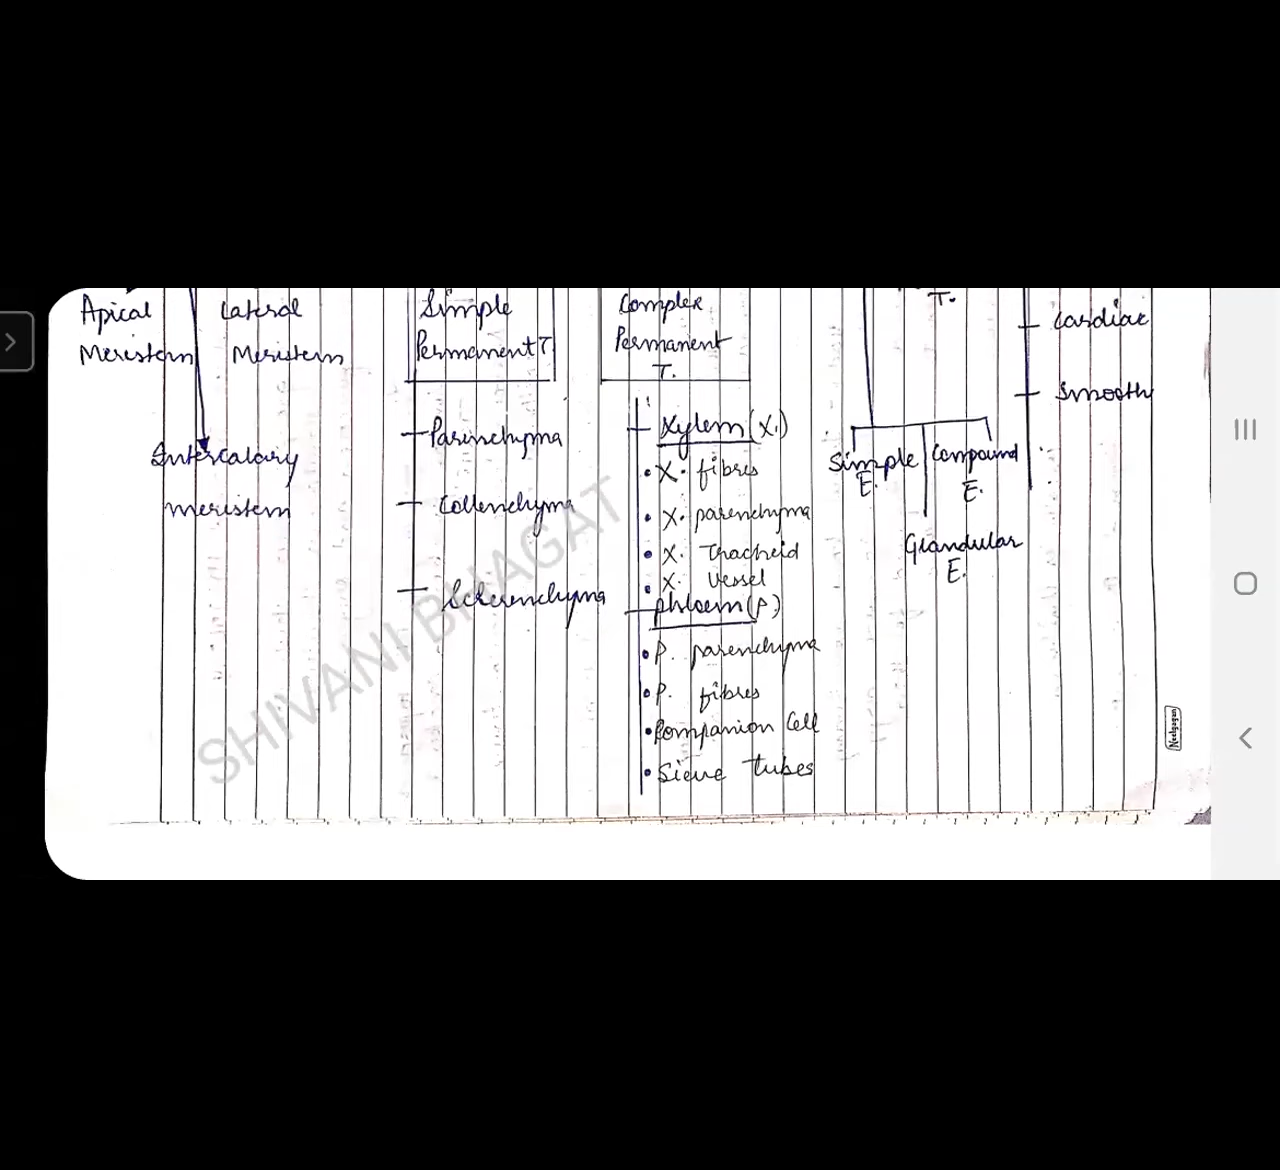 Apical
Meristem
Lateral
Meristem
Intercalary
meristem
Simple
Permanent T
Parenchyma
Collenchyma
Sclerenchyma
Complex
Permanent
T.
Xylem (X.)
• X. fibres
• X. parenchyma
• X. Tracheid
• X. vessel
phloem (P)
• P. parenchyma
• P. fibres
• Companion Cell
• Sieve tubes
T.
Simple
E.
Compound
E.
Glandular
E.
Cardiac
Smooth
SHIVANI BHAGAT
Neelgagan